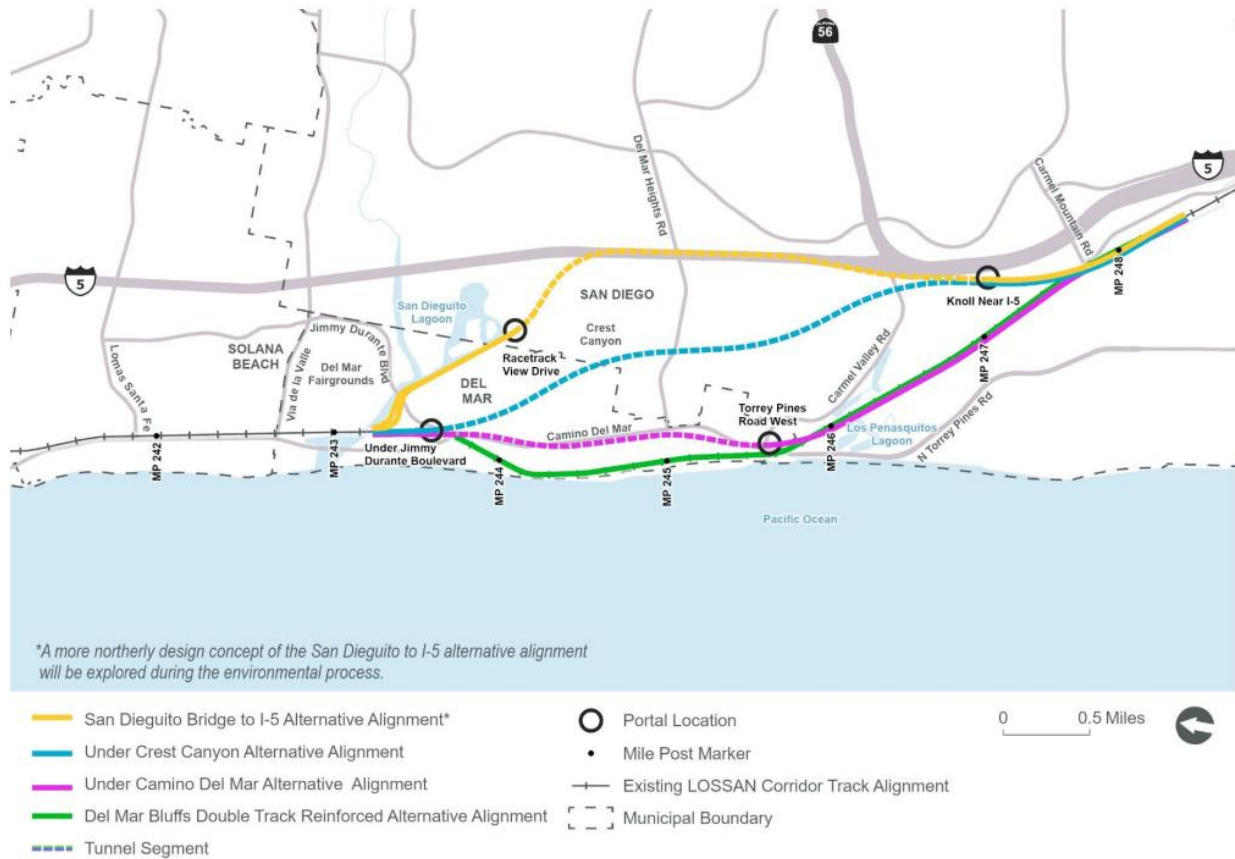 CALIFORNIA
56
Del Mar Heights Rd
Carmel Mountain Rd
5
5
San Dieguito
Lagoon
SAN DIEGO
MP 248
Knoll Near I-5
Jimmy Durante Blvd
Crest
Canyon
Lomas Santa Fe
SOLANA
BEACH
Via de la Valle
Del Mar
Fairgrounds
Racetrack
View Drive
MP 247
Carmel Valley Rd
DEL
MAR
Torrey Pines
Road West
N Torrey Pines Rd
Camino Del Mar
Los Penasquitos
Lagoon
MP 242
MP 243
Under Jimmy
Durante Boulevard
MP 244
MP 245
MP 246
Pacific Ocean
*A more northerly design concept of the San Dieguito to I-5 alternative alignment
will be explored during the environmental process.
San Dieguito Bridge to I-5 Alternative Alignment*
Under Crest Canyon Alternative Alignment
Under Camino Del Mar Alternative Alignment
Del Mar Bluffs Double Track Reinforced Alternative Alignment
Tunnel Segment
Portal Location
Mile Post Marker
Existing LOSSAN Corridor Track Alignment
Municipal Boundary
0 0.5 Miles